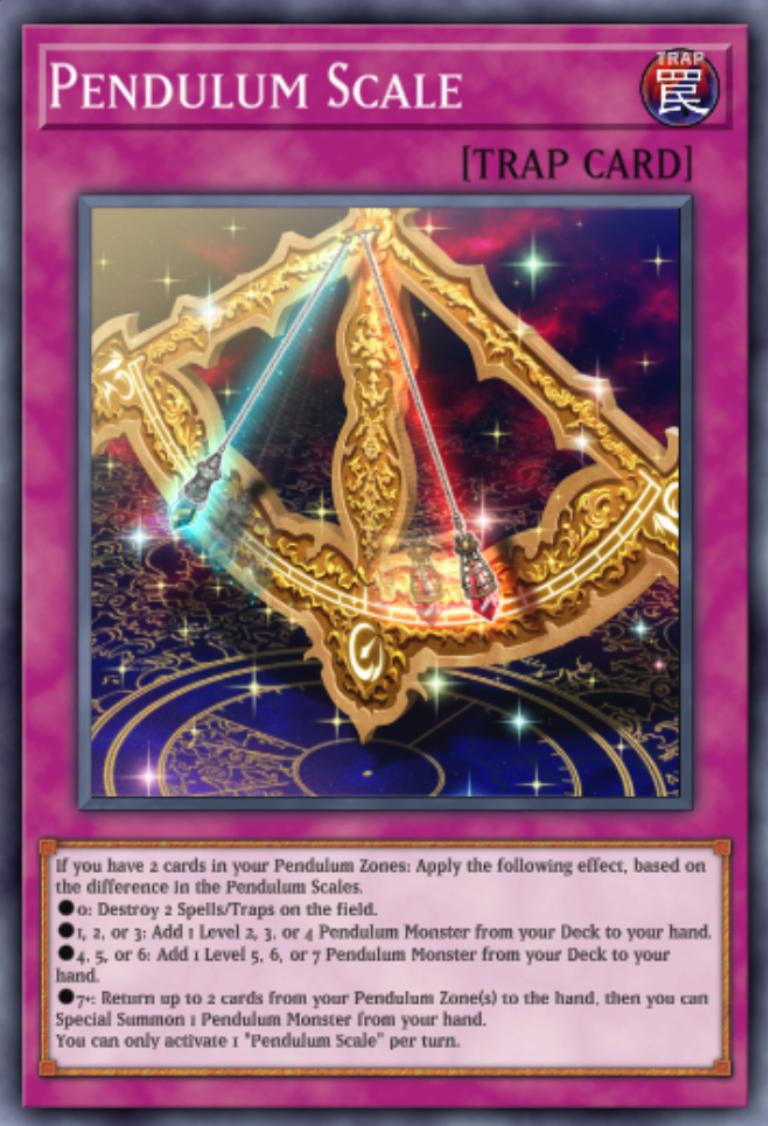 PENDULUM SCALE
TRAP
罠
[TRAP CARD]
If you have 2 cards in your Pendulum Zones: Apply the following effect, based on
the difference in the Pendulum Scales.
●0: Destroy 2 Spells/Traps on the field.
●1, 2, or 3: Add 1 Level 2, 3, or 4 Pendulum Monster from your Deck to your hand.
●4, 5, or 6: Add 1 Level 5, 6, or 7 Pendulum Monster from your Deck to your
hand.
●7+: Return up to 2 cards from your Pendulum Zone(s) to the hand, then you can
Special Summon 1 Pendulum Monster from your hand.
You can only activate 1 "Pendulum Scale" per turn.